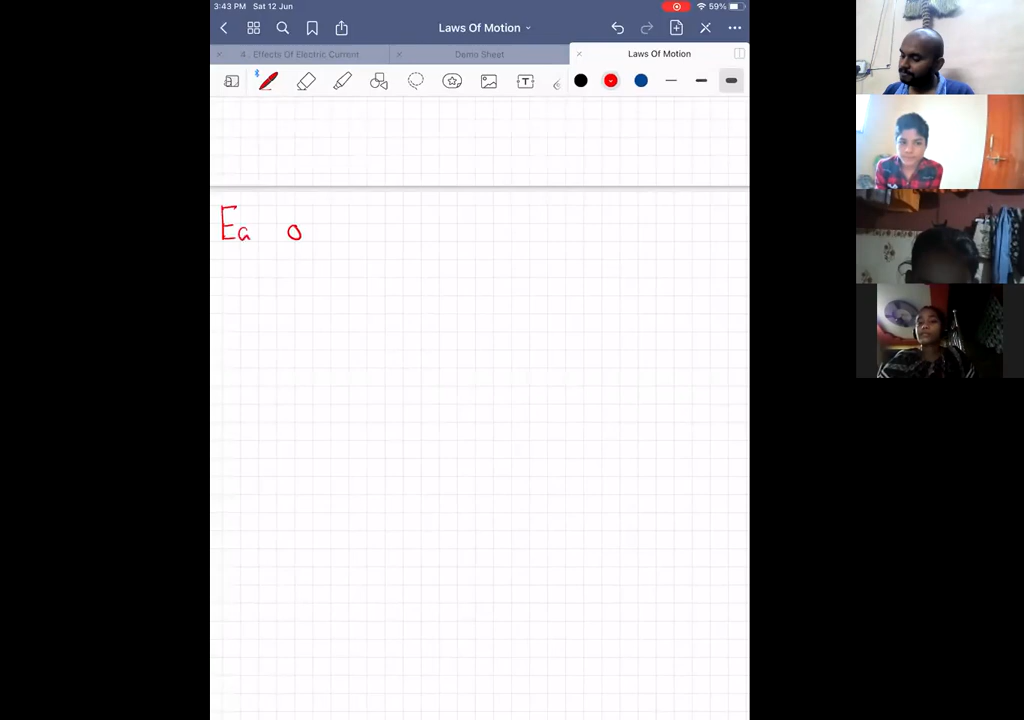 3:43 PM Sat 12 Jun 59%
Laws Of Motion
4. Effects Of Electric Current Demo Sheet Laws Of Motion
T
Ea o